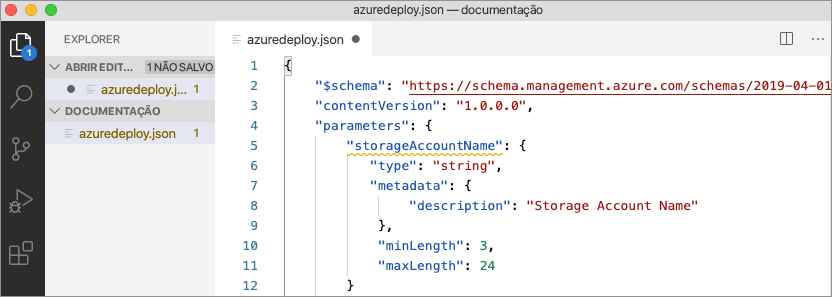 azuredeploy.json — documentação
EXPLORER
ABRIR EDIT... 1 NÃO SALVO
azuredeploy.j... 1
DOCUMENTAÇÃO
azuredeploy.json 1
1
azuredeploy.json
1 {
2 "$schema": "https://schema.management.azure.com/schemas/2019-04-01
3 "contentVersion": "1.0.0.0",
4 "parameters": {
5 "storageAccountName": {
6 "type": "string",
7 "metadata": {
8 "description": "Storage Account Name"
9 },
10 "minLength": 3,
11 "maxLength": 24
12 }